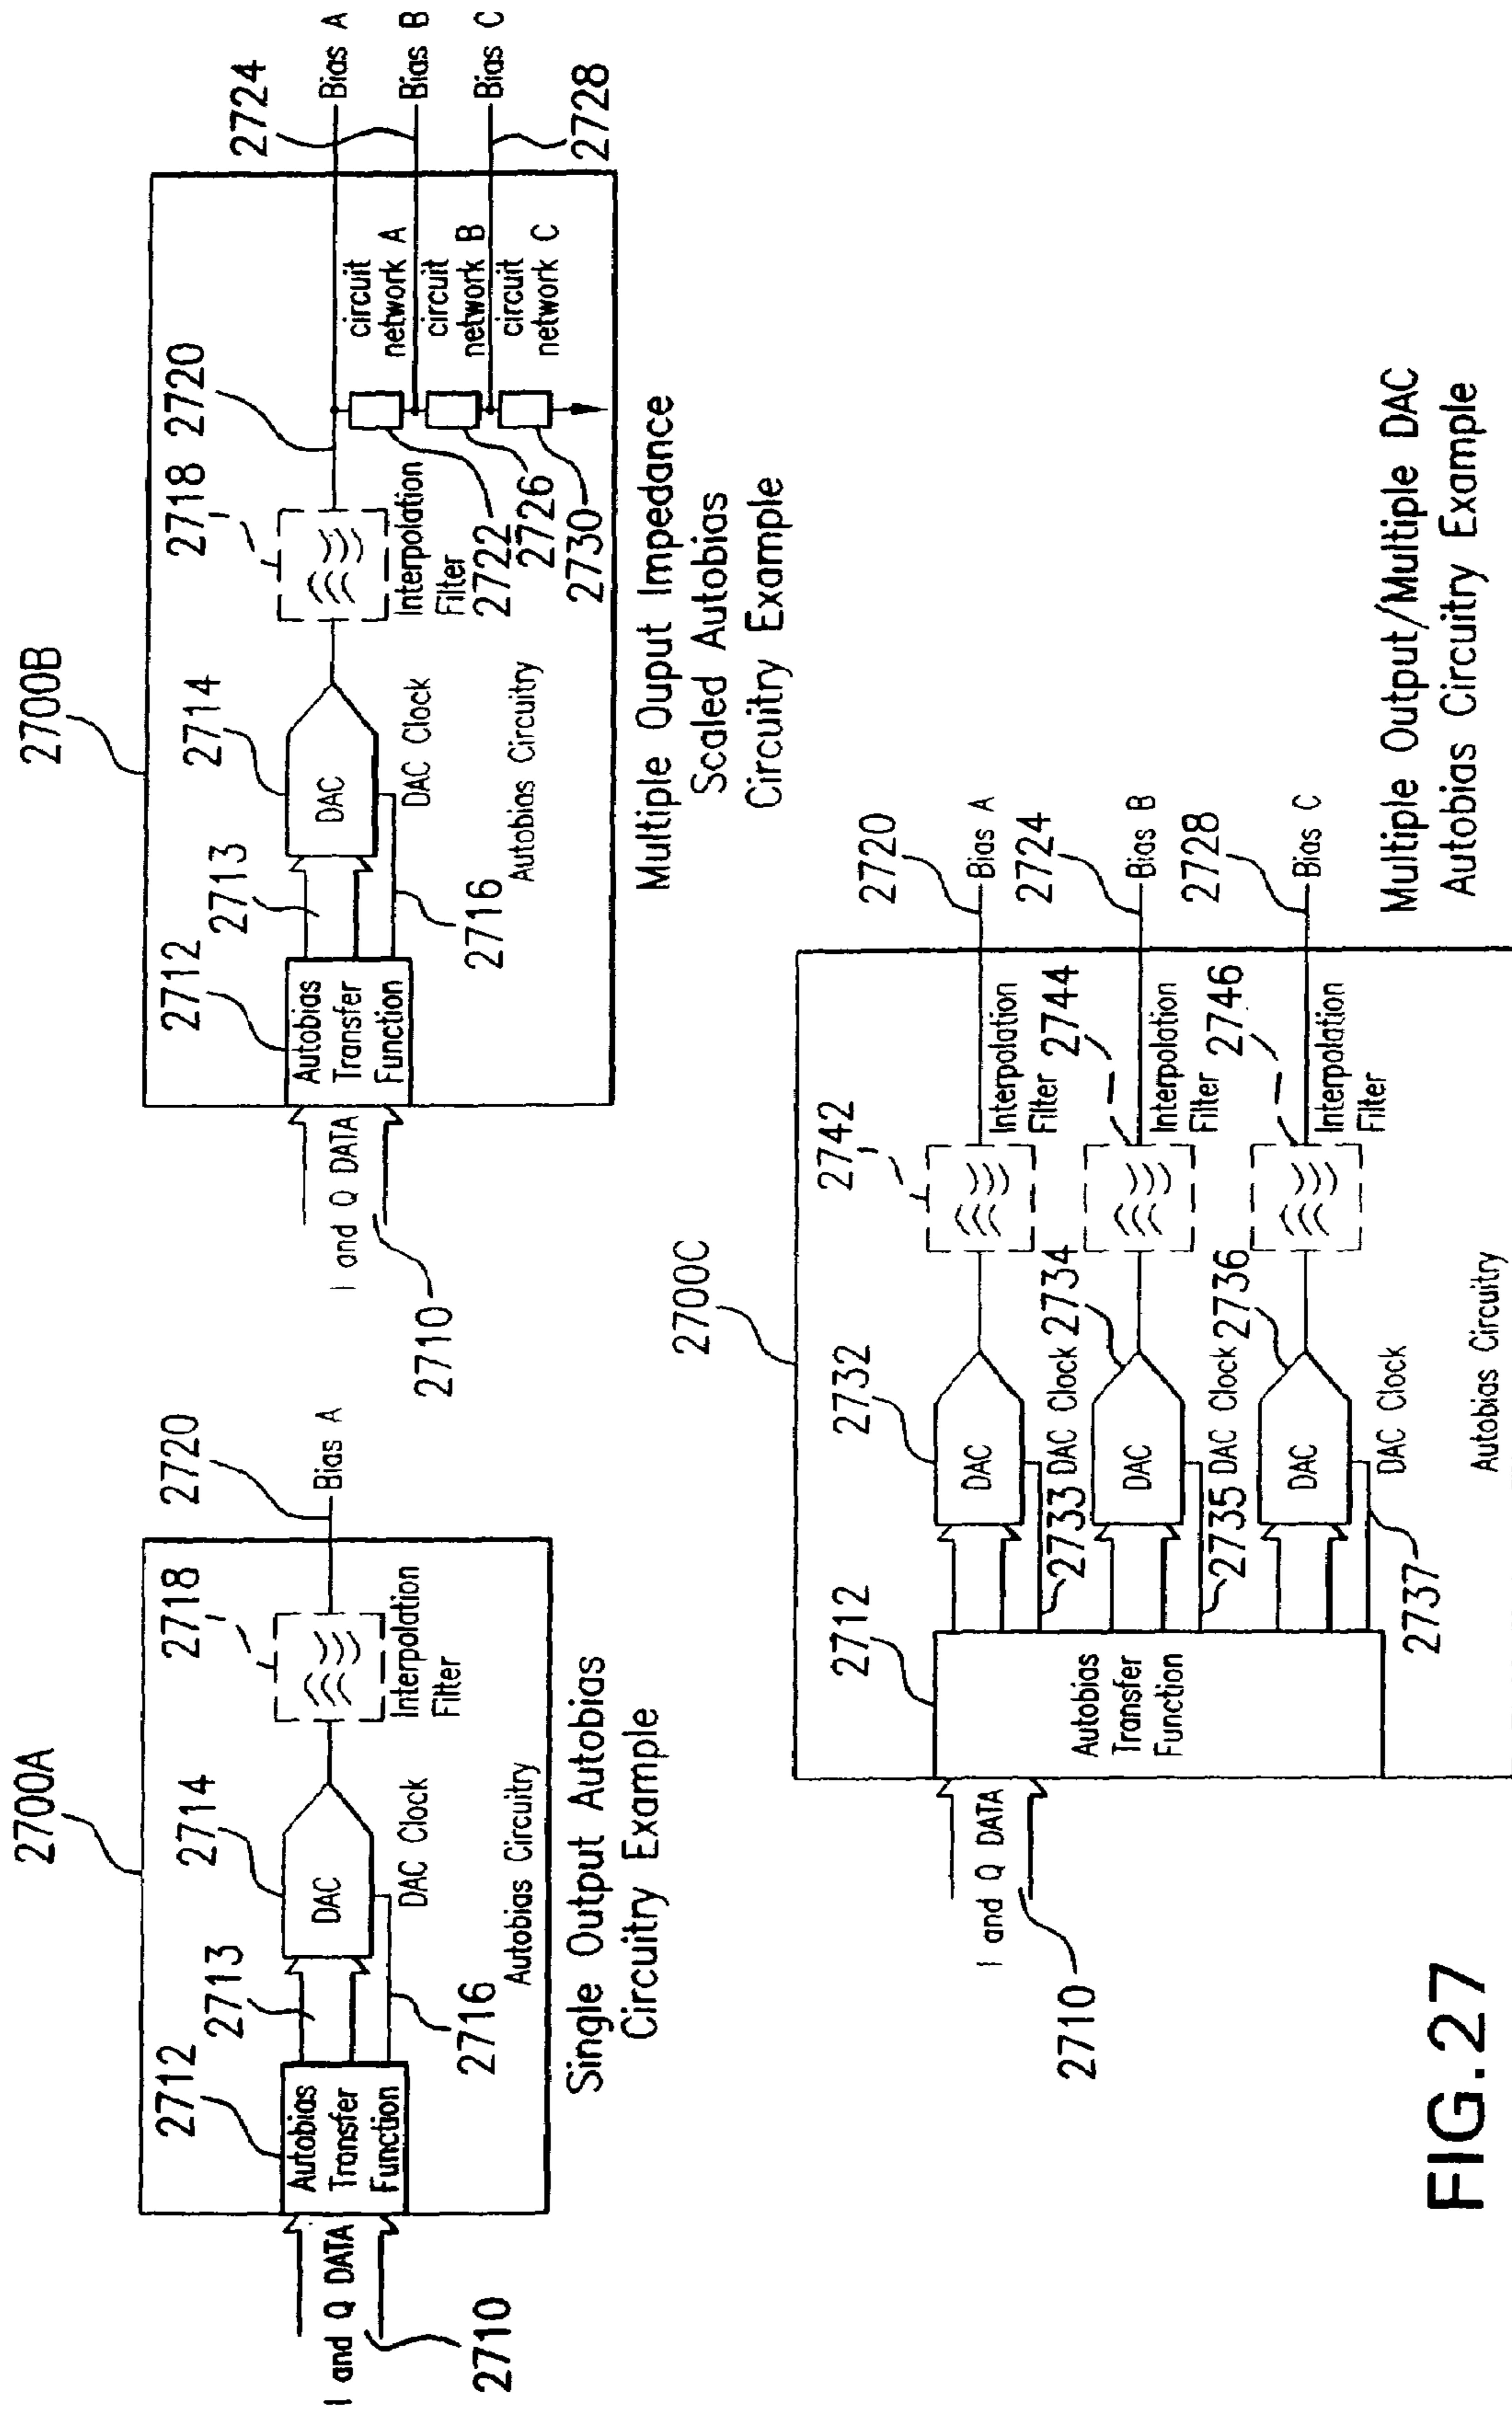 2700A
I and Q DATA
2710
2712
Autobias
Transfer
Function
2713
2716
2714
DAC
DAC Clock
2718
Interpolation
Filter
2720
Bias A
Autobias Circuitry
Single Output Autobias
Circuitry Example
2700B
I and Q DATA
2710
2712
Autobias
Transfer
Function
2713
2716
2714
DAC
DAC Clock
2718
Interpolation
Filter
2720
2722
2726
2730
circuit
network A
circuit
network B
circuit
network C
2724
Bias A
Bias B
Bias C
2728
Autobias Circuitry
Multiple Ouput Impedance
Scaled Autobias
Circuitry Example
2700C
I and Q DATA
2710
2712
Autobias
Transfer
Function
2732
DAC
2733
DAC Clock
2734
DAC
2735
DAC Clock
2736
DAC
2737
DAC Clock
2742
Interpolation
Filter
2744
Interpolation
Filter
2746
Interpolation
Filter
2720
Bias A
2724
Bias B
2728
Bias C
Autobias Circuitry
Multiple Output/Multiple DAC
Autobias Circuitry Example
FIG.27